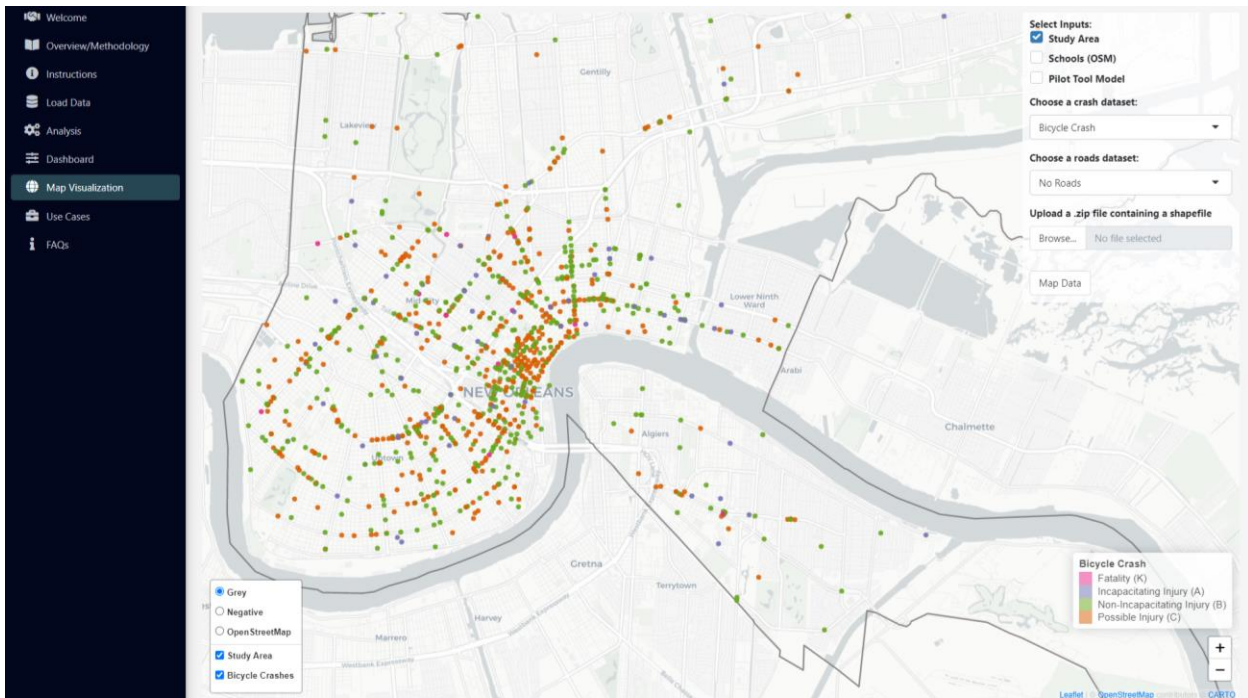 Welcome
Overview/Methodology
Instructions
Load Data
Analysis
Dashboard
Map Visualization
Use Cases
FAQs
Gentilly
Lakeview
Mid-City
Lower Ninth
Ward
Arabi
NEW ORLEANS
Chalmette
Algiers
Uptown
Gretna
Terrytown
Harvey
Marrero
Select Inputs:
Study Area
Schools (OSM)
Pilot Tool Model
Choose a crash dataset:
Bicycle Crash
Choose a roads dataset:
No Roads
Upload a .zip file containing a shapefile
Browse...
No file selected
Map Data
Grey
Negative
OpenStreetMap
Study Area
Bicycle Crashes
Bicycle Crash
Fatality (K)
Incapacitating Injury (A)
Non-Incapacitating Injury (B)
Possible Injury (C)
+
−
Leaflet | © OpenStreetMap contributors © CARTO